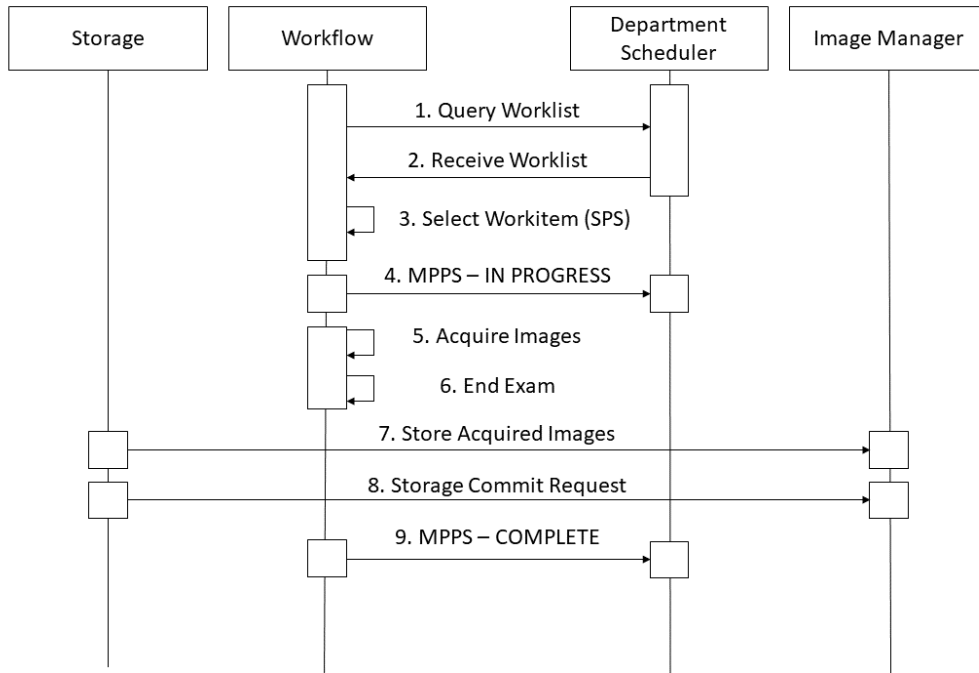 Storage
Workflow
Department
Scheduler
Image Manager
1. Query Worklist
2. Receive Worklist
3. Select Workitem (SPS)
4. MPPS – IN PROGRESS
5. Acquire Images
6. End Exam
7. Store Acquired Images
8. Storage Commit Request
9. MPPS – COMPLETE